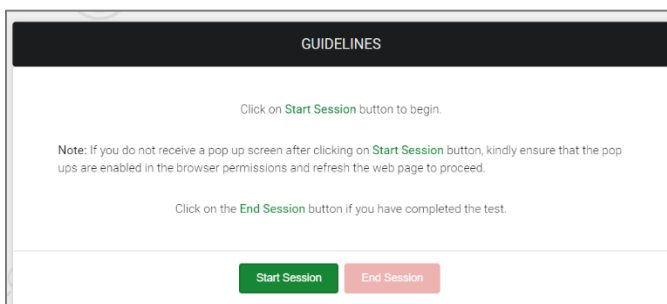 GUIDELINES
Click on Start Session button to begin.
Note: If you do not receive a pop up screen after clicking on Start Session button, kindly ensure that the pop
ups are enabled in the browser permissions and refresh the web page to proceed.
Click on the End Session button if you have completed the test.
Start Session End Session